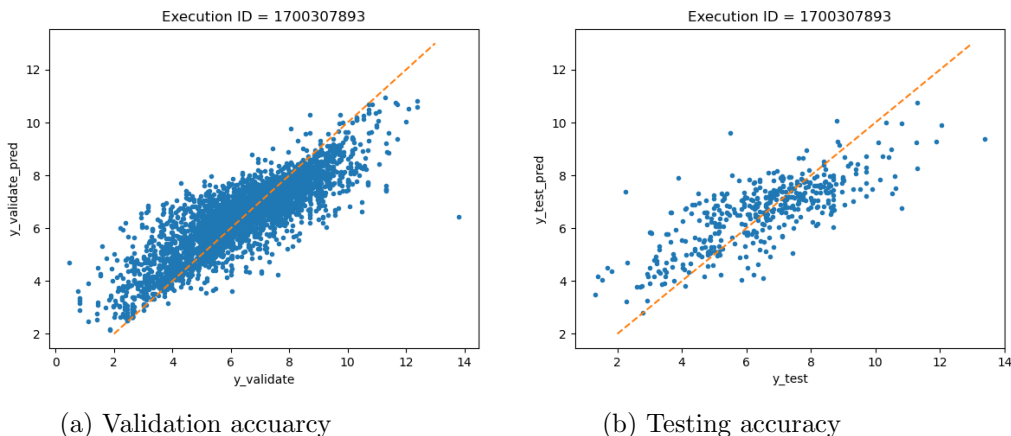 Execution ID = 1700307893
y_validate_pred
12
10
8
6
4
2
0 2 4 6 8 10 12 14
y_validate
(a) Validation accuarcy
Execution ID = 1700307893
y_test_pred
12
10
8
6
4
2
2 4 6 8 10 12 14
y_test
(b) Testing accuracy